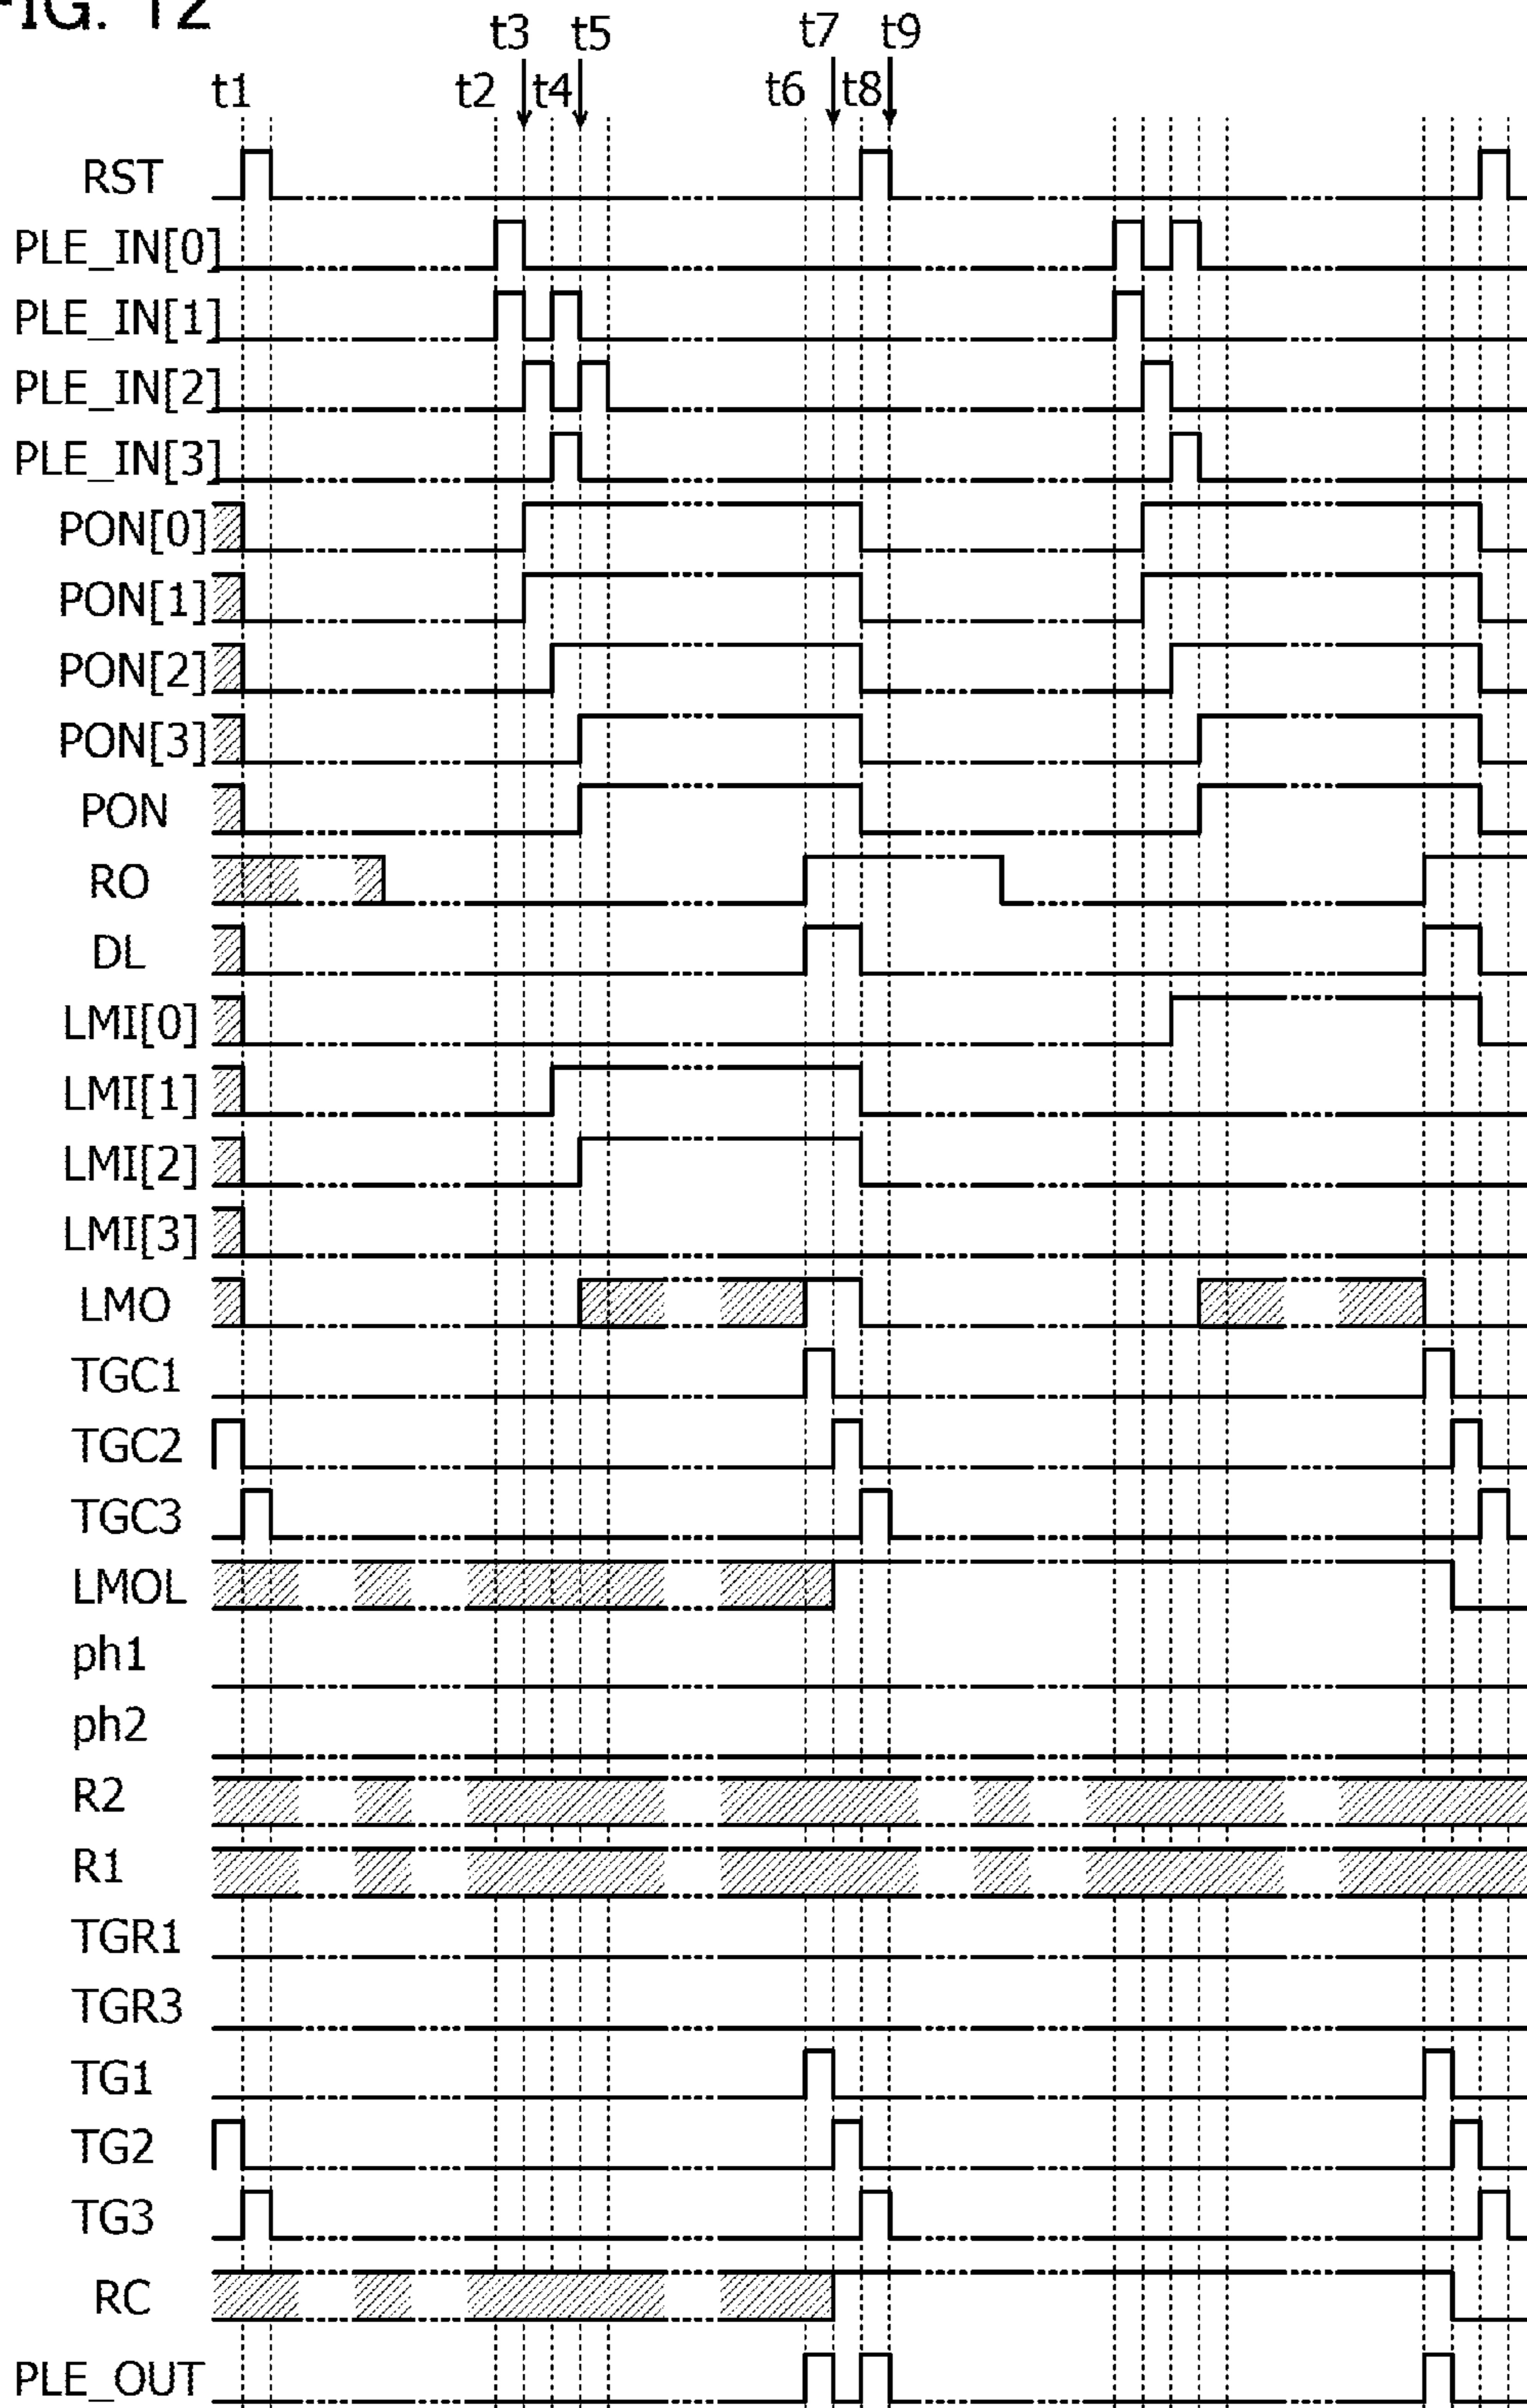 FIG. 12
t3 t5 t7 t9
t1 t2 t4 t6 t8
RST
PLE_IN[0]
PLE_IN[1]
PLE_IN[2]
PLE_IN[3]
PON[0]
PON[1]
PON[2]
PON[3]
PON
RO
DL
LMI[0]
LMI[1]
LMI[2]
LMI[3]
LMO
TGC1
TGC2
TGC3
LMOL
ph1
ph2
R2
R1
TGR1
TGR3
TG1
TG2
TG3
RC
PLE_OUT